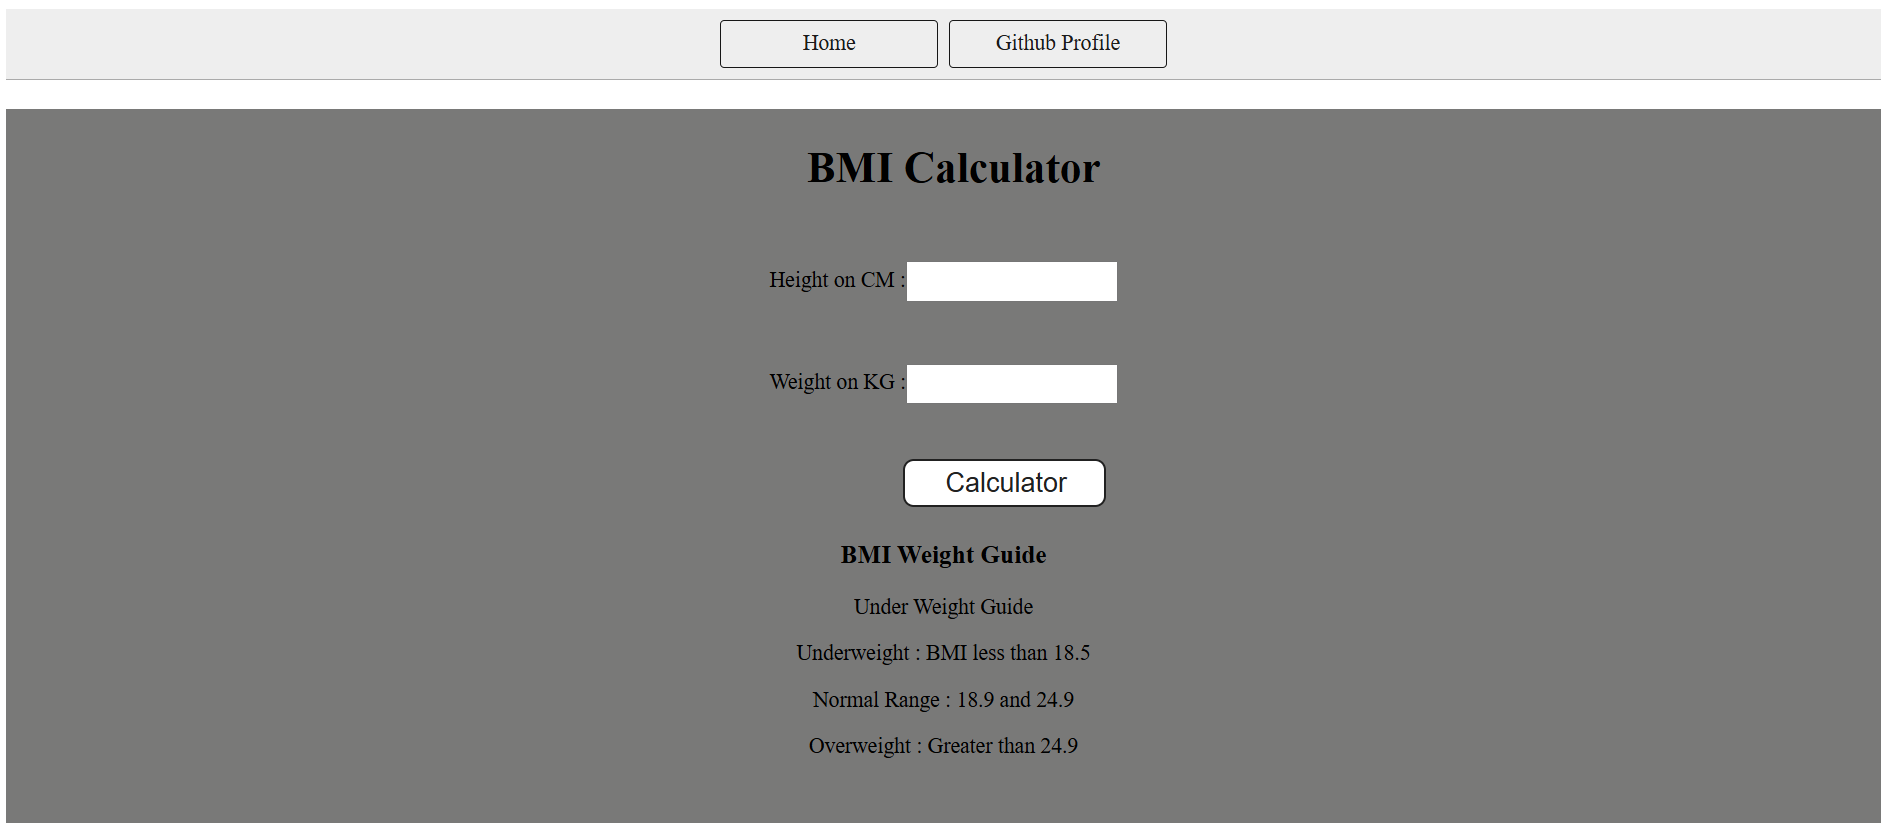 Home Github Profile
BMI Calculator
Height on CM :
Weight on KG :
Calculator
BMI Weight Guide
Under Weight Guide
Underweight : BMI less than 18.5
Normal Range : 18.9 and 24.9
Overweight : Greater than 24.9